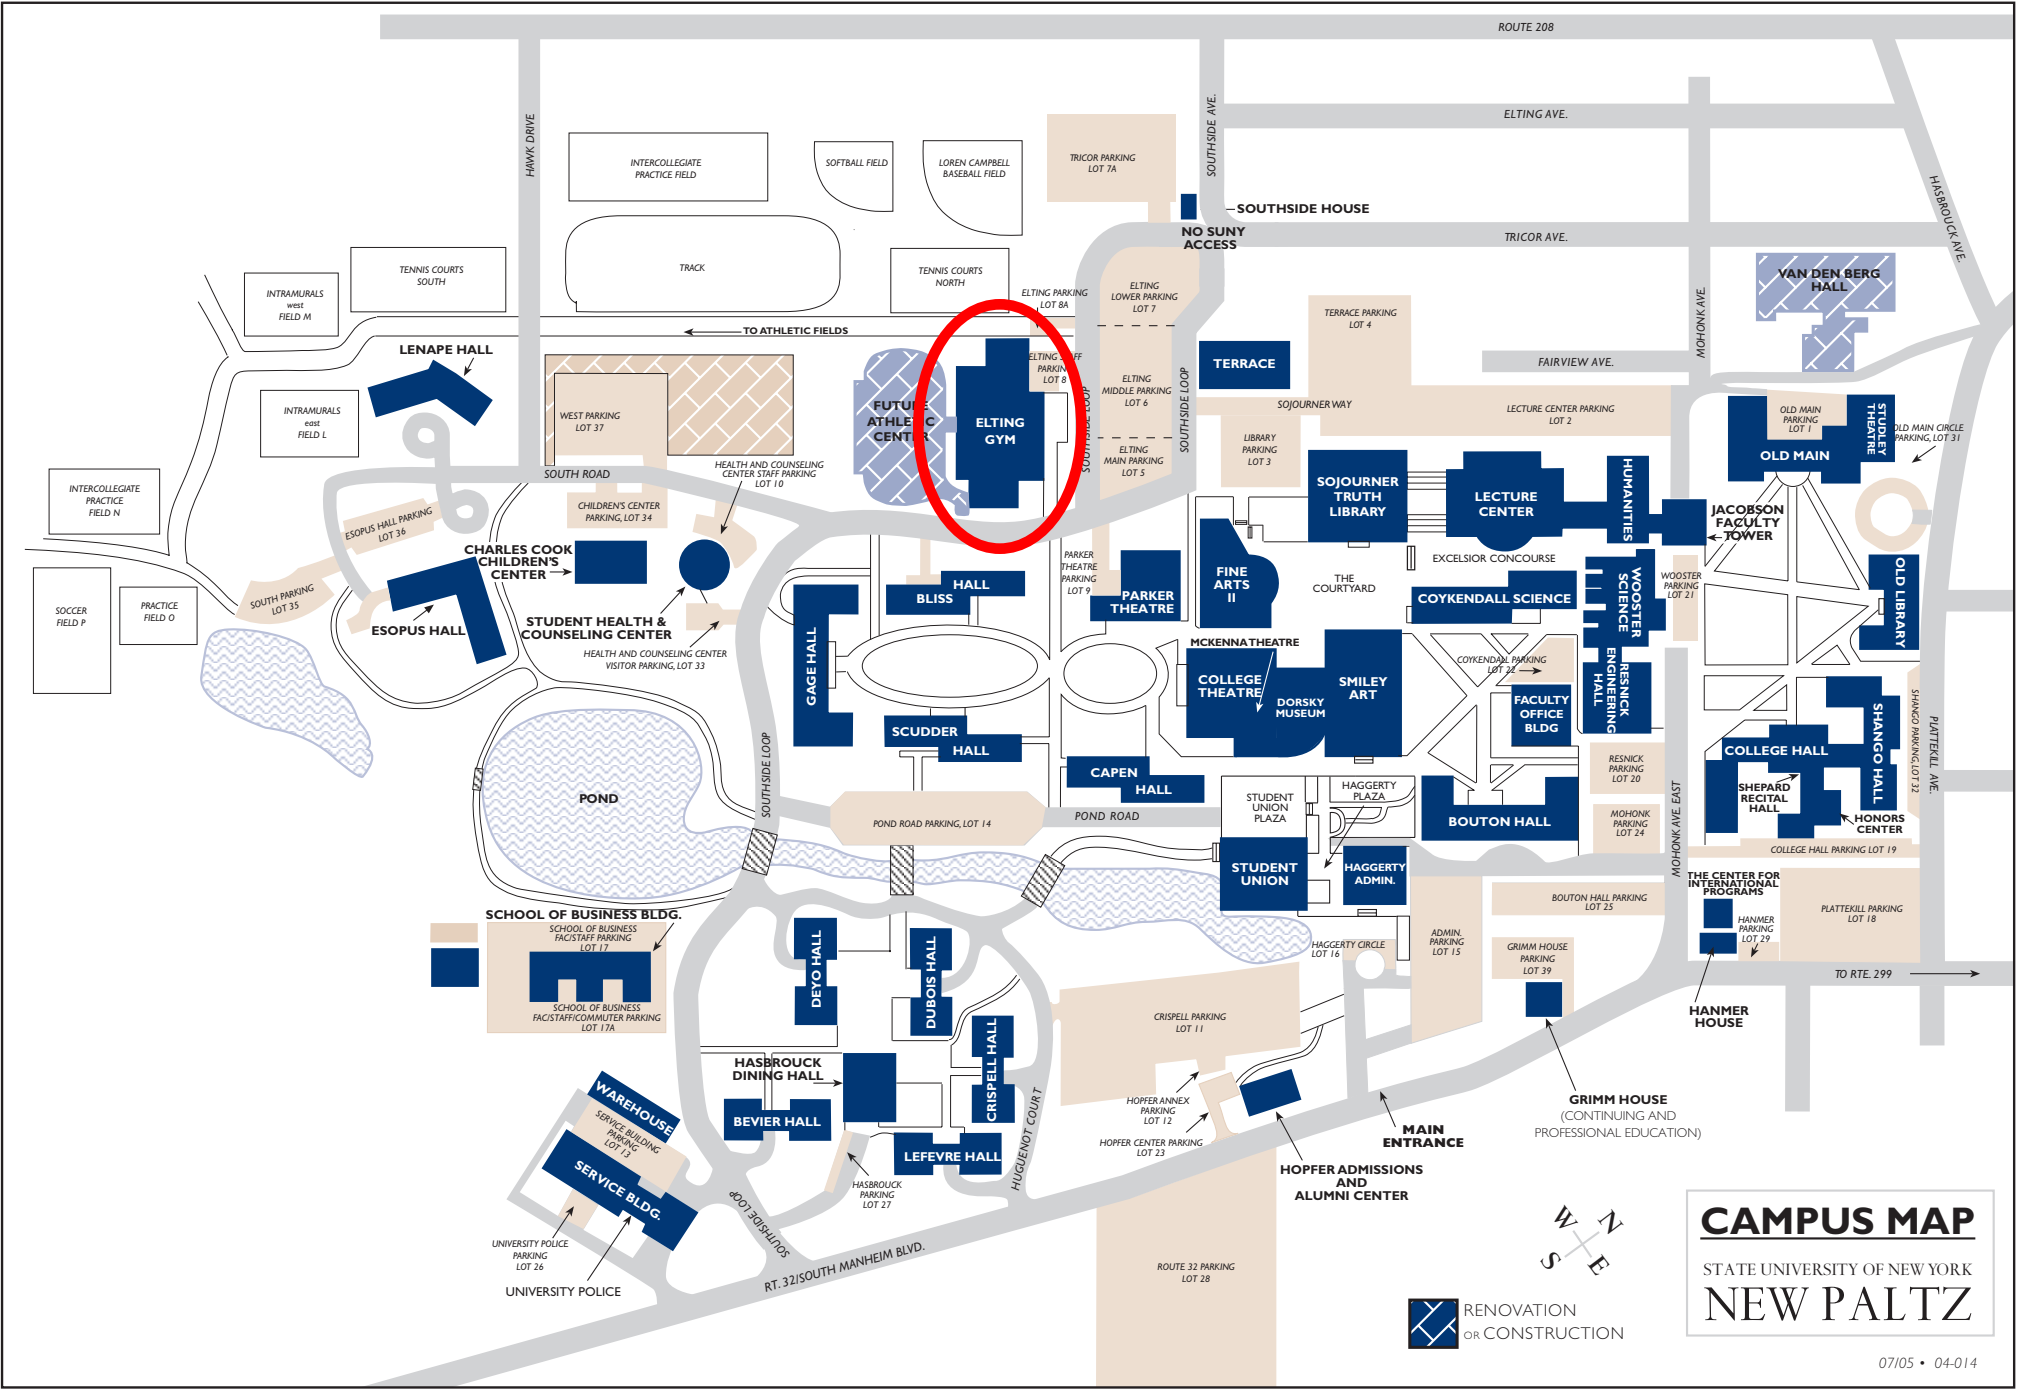 ROUTE 208
HAWK DRIVE
SOUTHSIDE AVE.
ELTING AVE.
HASBROUCK AVE.
INTERCOLLEGIATE
PRACTICE FIELD
SOFTBALL FIELD
LOREN CAMPBELL
BASEBALL FIELD
TRICOR PARKING
LOT 7A
SOUTHSIDE HOUSE
NO SUNY
ACCESS
TRICOR AVE.
TENNIS COURTS
SOUTH
TRACK
TENNIS COURTS
NORTH
INTRAMURALS
west
FIELD M
ELTING PARKING
LOT 8A
ELTING
LOWER PARKING
LOT 7
VAN DEN BERG
HALL
MOHONK AVE.
TERRACE PARKING
LOT 4
TO ATHLETIC FIELDS
LENAPE HALL
ELTING STAFF
PARKING
LOT 8
TERRACE
FAIRVIEW AVE.
SOUTHSIDE LOOP
SOUTHSIDE LOOP
ELTING
MIDDLE PARKING
LOT 6
SOJOURNER WAY
LECTURE CENTER PARKING
LOT 2
OLD MAIN
PARKING
LOT 1
STUDLEY
THEATRE
OLD MAIN CIRCLE
PARKING, LOT 31
OLD MAIN
INTRAMURALS
east
FIELD L
WEST PARKING
LOT 37
FUTURE
ATHLETIC
CENTER
ELTING
GYM
ELTING
MAIN PARKING
LOT 5
LIBRARY
PARKING
LOT 3
SOUTH ROAD
HEALTH AND COUNSELING
CENTER STAFF PARKING
LOT 10
INTERCOLLEGIATE
PRACTICE
FIELD N
SOJOURNER
TRUTH
LIBRARY
LECTURE
CENTER
HUMANITIES
JACOBSON
FACULTY
TOWER
ESOPUS HALL PARKING
LOT 36
CHILDREN'S CENTER
PARKING, LOT 34
CHARLES COOK
CHILDREN'S
CENTER
PARKER
THEATRE
PARKING
LOT 9
EXCELSIOR CONCOURSE
THE
COURTYARD
FINE
ARTS
II
PARKER
THEATRE
COYKENDALL SCIENCE
WOOSTER
SCIENCE
WOOSTER
PARKING
LOT 21
OLD LIBRARY
SOUTH PARKING
LOT 35
SOCCER
FIELD P
PRACTICE
FIELD O
ESOPUS HALL
STUDENT HEALTH &
COUNSELING CENTER
HEALTH AND COUNSELING CENTER
VISITOR PARKING, LOT 33
HALL
BLISS
GAGE HALL
MCKENNA THEATRE
COLLEGE
THEATRE
DORSKY
MUSEUM
SMILEY
ART
COYKENDALL PARKING
LOT 22
FACULTY
OFFICE
BLDG
RESNICK
ENGINEERING
HALL
SHANGO PARKING, LOT 32
PLATTEKILL AVE.
SCUDDER
HALL
COLLEGE HALL
SHANGO HALL
SHEPARD
RECITAL
HALL
HONORS
CENTER
RESNICK
PARKING
LOT 20
CAPEN
HALL
SOUTHSIDE LOOP
POND
STUDENT
UNION
PLAZA
HAGGERTY
PLAZA
POND ROAD PARKING, LOT 14
POND ROAD
BOUTON HALL
MOHONK
PARKING
LOT 24
MOHONK AVE. EAST
COLLEGE HALL PARKING LOT 19
STUDENT
UNION
HAGGERTY
ADMIN.
THE CENTER FOR
INTERNATIONAL
PROGRAMS
BOUTON HALL PARKING
LOT 25
HANMER
PARKING
LOT 29
PLATTEKILL PARKING
LOT 18
SCHOOL OF BUSINESS BLDG.
SCHOOL OF BUSINESS
FAC/STAFF PARKING
LOT 17
SCHOOL OF BUSINESS
FAC/STAFF/COMMUTER PARKING
LOT 17A
DEYO HALL
DUBOIS HALL
HAGGERTY CIRCLE
LOT 16
ADMIN.
PARKING
LOT 15
GRIMM HOUSE
PARKING
LOT 39
TO RTE. 299
HANMER
HOUSE
CRISPELL PARKING
LOT 11
HASBROUCK
DINING HALL
CRISPELL HALL
HUGUENOT COURT
BEVIER HALL
LEFEVRE HALL
HOPFER ANNEX
PARKING
LOT 12
HOPFER CENTER PARKING
LOT 23
GRIMM HOUSE
(CONTINUING AND
PROFESSIONAL EDUCATION)
MAIN
ENTRANCE
HOPFER ADMISSIONS
AND
ALUMNI CENTER
WAREHOUSE
SERVICE BUILDING
PARKING
LOT 13
SERVICE BLDG.
HASBROUCK
PARKING
LOT 27
SOUTHSIDE LOOP
UNIVERSITY POLICE
PARKING
LOT 26
UNIVERSITY POLICE
RT. 32/SOUTH MANHEIM BLVD.
ROUTE 32 PARKING
LOT 28
W N
S E
RENOVATION
OR CONSTRUCTION
CAMPUS MAP
STATE UNIVERSITY OF NEW YORK
NEW PALTZ
07/05 • 04-014